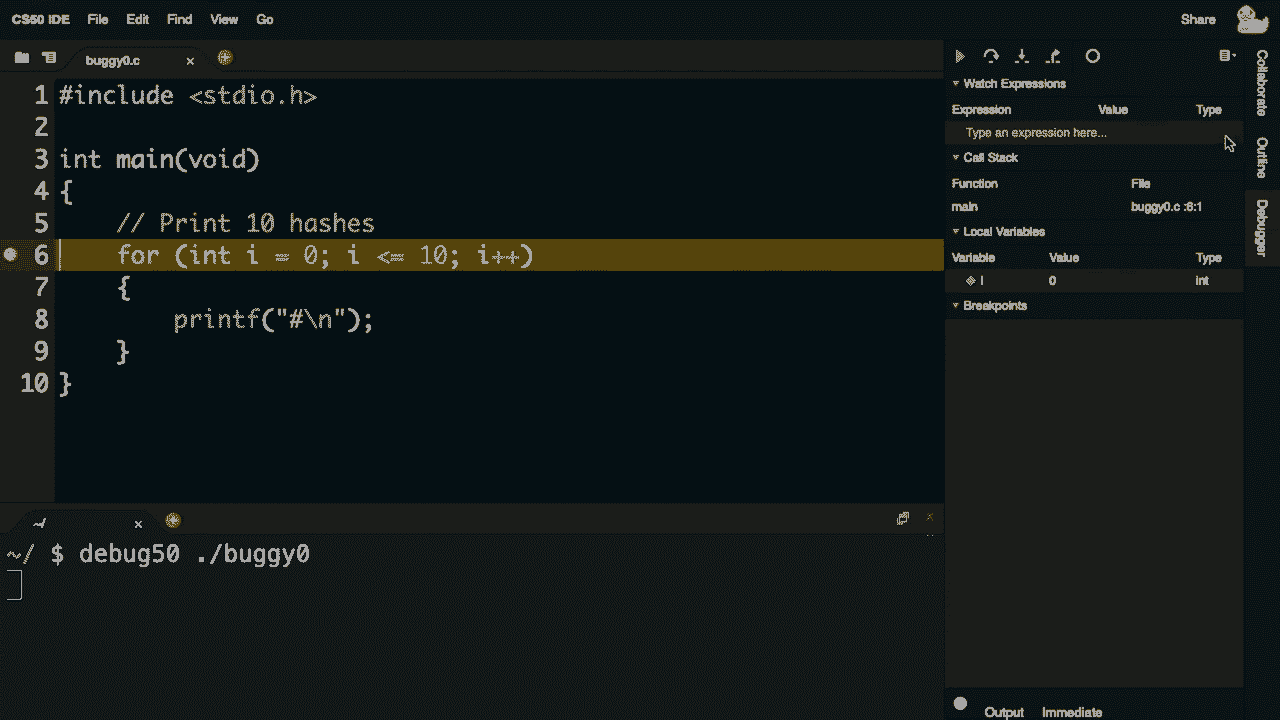 CS50 IDE File Edit Find View Go Share
buggy0.c
1 #include <stdio.h>
2
3 int main(void)
4 {
5 // Print 10 hashes
6 for (int i = 0; i <= 10; i++)
7 {
8 printf("#\n");
9 }
10 }
~/ $ debug50 ./buggy0
Watch Expressions
Expression Value Type
Type an expression here...
Call Stack
Function File
main buggy0.c :6:1
Local Variables
Variable Value Type
i 0 int
Breakpoints
Output Immediate
Collaborate
Outline
Debugger